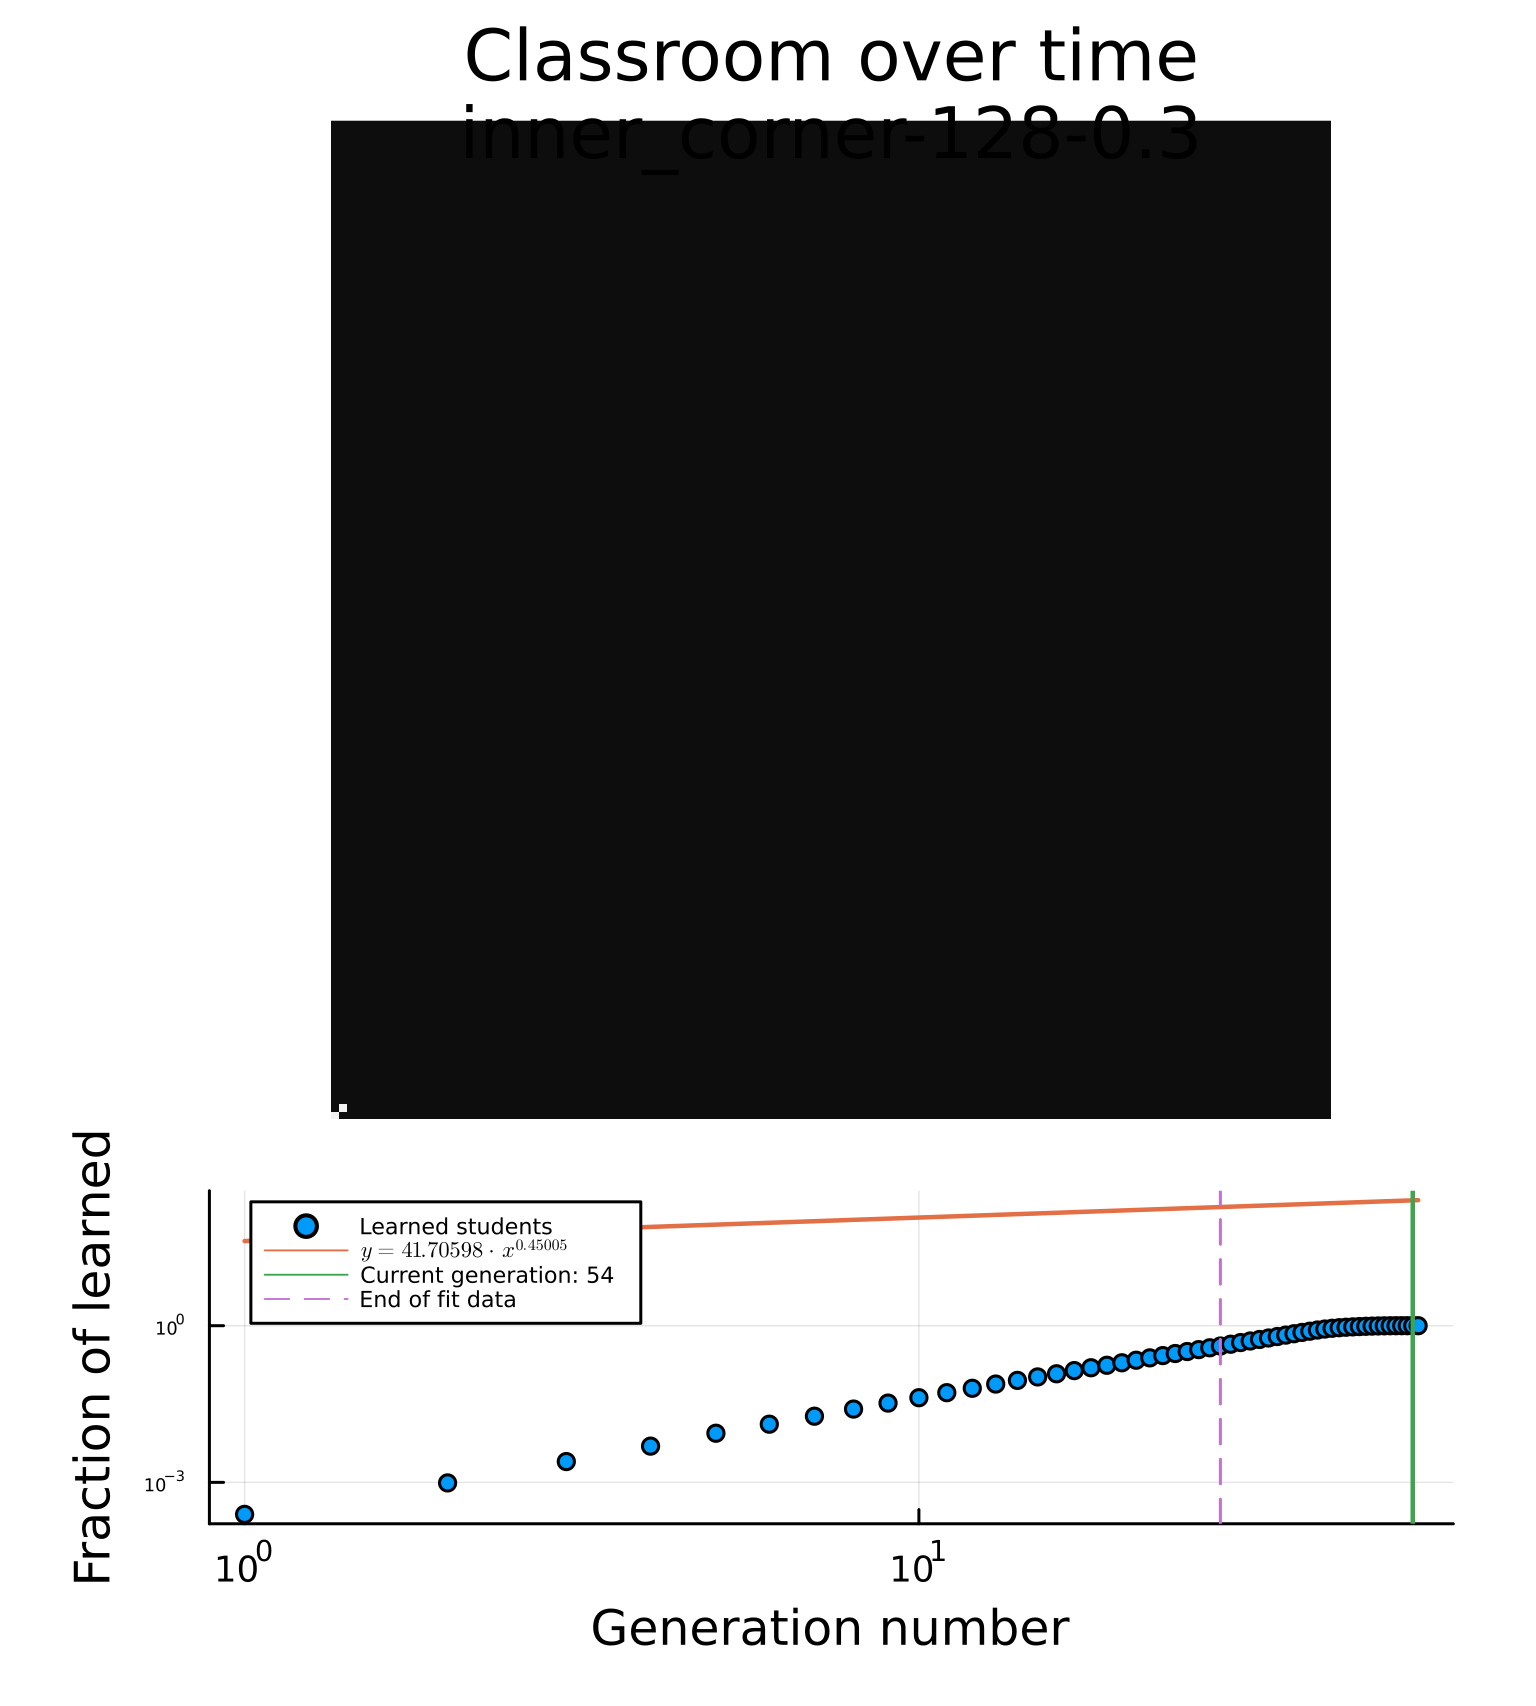 Classroom over time
inner_corner-128-0.3
Learned students
y = 41.70598 · x^0.45005
Current generation: 54
End of fit data
Fraction of learned
10^0
10^-3
10^0
10^1
Generation number